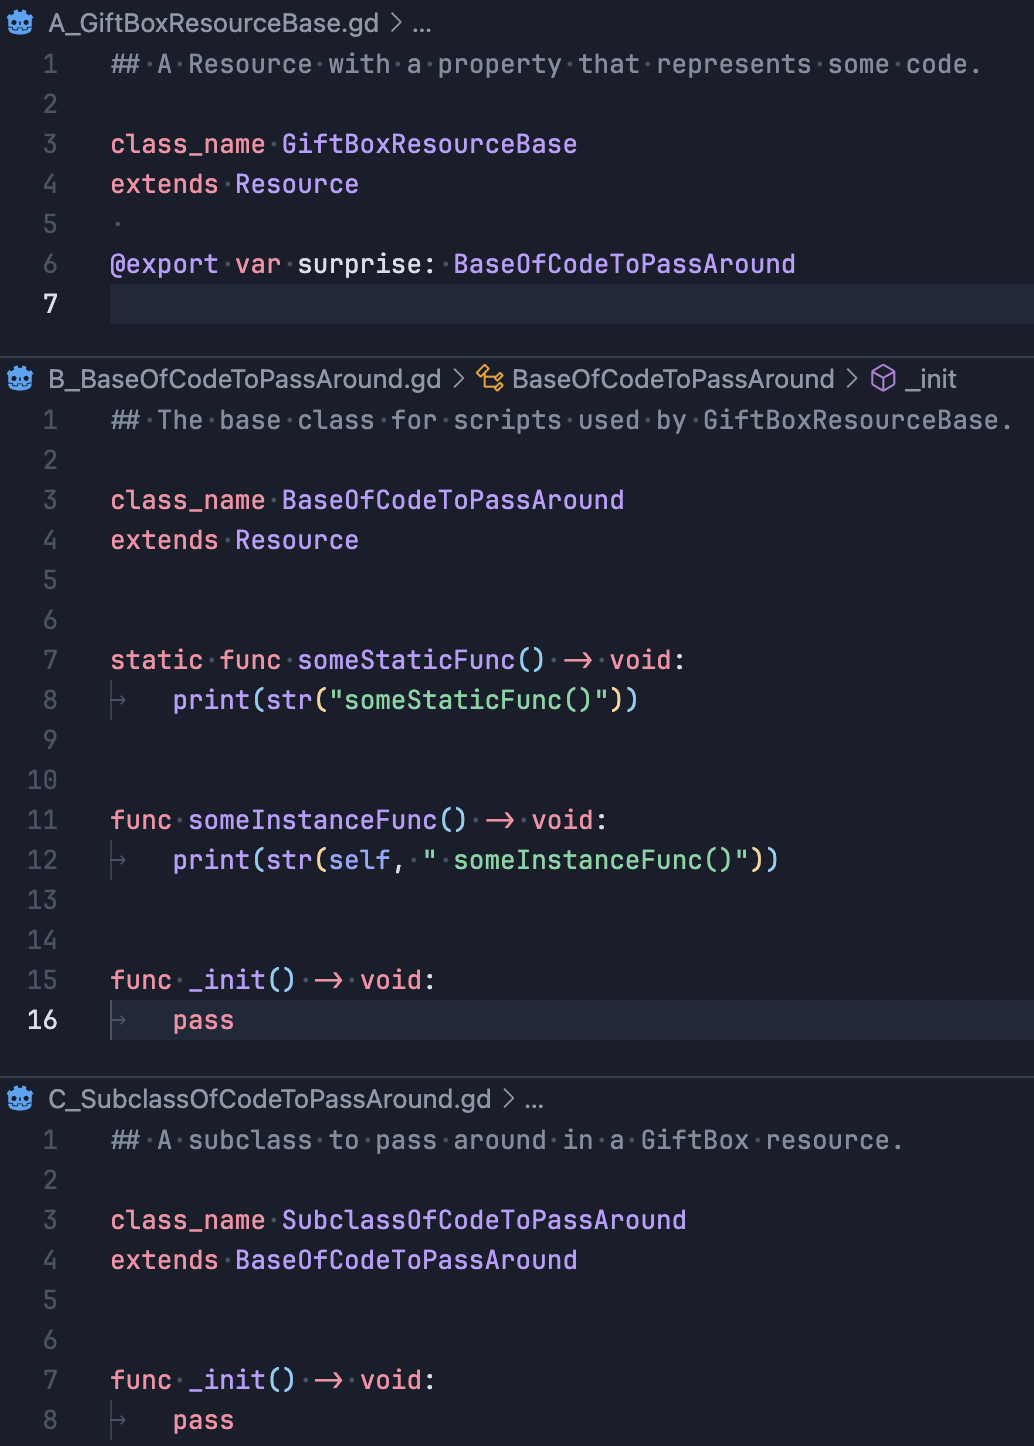 A_GiftBoxResourceBase.gd > ...
1 ## A Resource with a property that represents some code.
2
3 class_name GiftBoxResourceBase
4 extends Resource
5
6 @export var surprise: BaseOfCodeToPassAround
7
B_BaseOfCodeToPassAround.gd > BaseOfCodeToPassAround > _init
1 ## The base class for scripts used by GiftBoxResourceBase.
2
3 class_name BaseOfCodeToPassAround
4 extends Resource
5
6
7 static func someStaticFunc() -> void:
8 print(str("someStaticFunc()"))
9
10
11 func someInstanceFunc() -> void:
12 print(str(self, " someInstanceFunc()"))
13
14
15 func _init() -> void:
16 pass
C_SubclassOfCodeToPassAround.gd > ...
1 ## A subclass to pass around in a GiftBox resource.
2
3 class_name SubclassOfCodeToPassAround
4 extends BaseOfCodeToPassAround
5
6
7 func _init() -> void:
8 pass